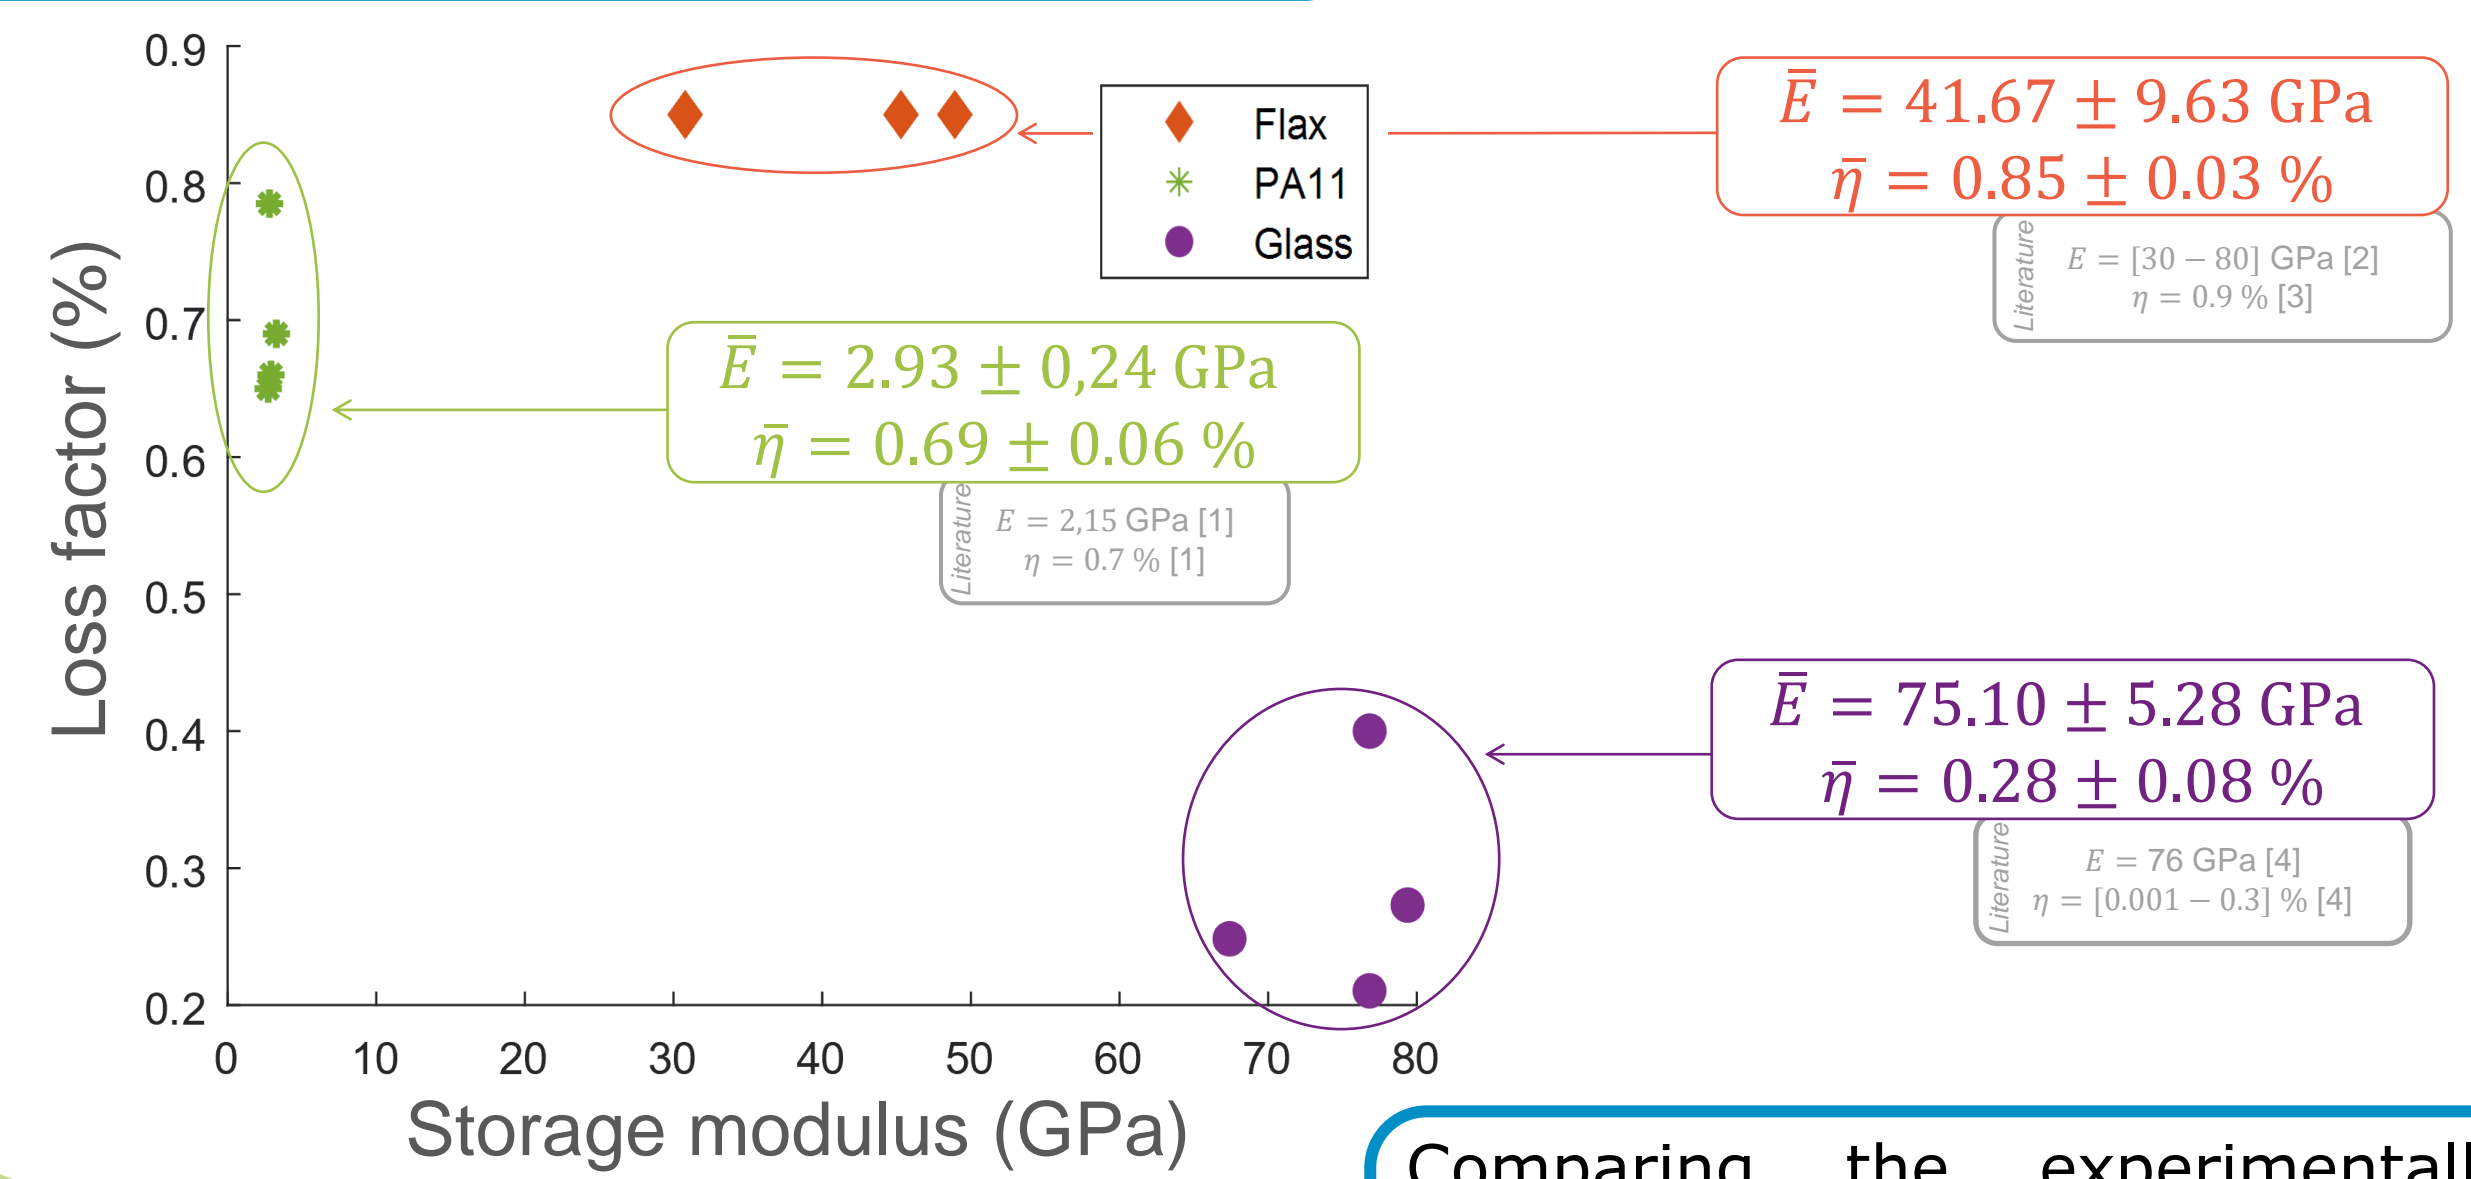 0.9
0.8
0.7
0.6
0.5
0.4
0.3
0.2
0 10 20 30 40 50 60 70 80
Loss factor (%)
Storage modulus (GPa)
Flax
PA11
Glass
Ē = 41.67 ± 9.63 GPa
η̄ = 0.85 ± 0.03 %
Literature
E = [30 − 80] GPa [2]
η = 0.9 % [3]
Ē = 2.93 ± 0,24 GPa
η̄ = 0.69 ± 0.06 %
Literature
E = 2,15 GPa [1]
η = 0.7 % [1]
Ē = 75.10 ± 5.28 GPa
η̄ = 0.28 ± 0.08 %
Literature
E = 76 GPa [4]
η = [0.001 − 0.3] % [4]
Comparing the experimentall